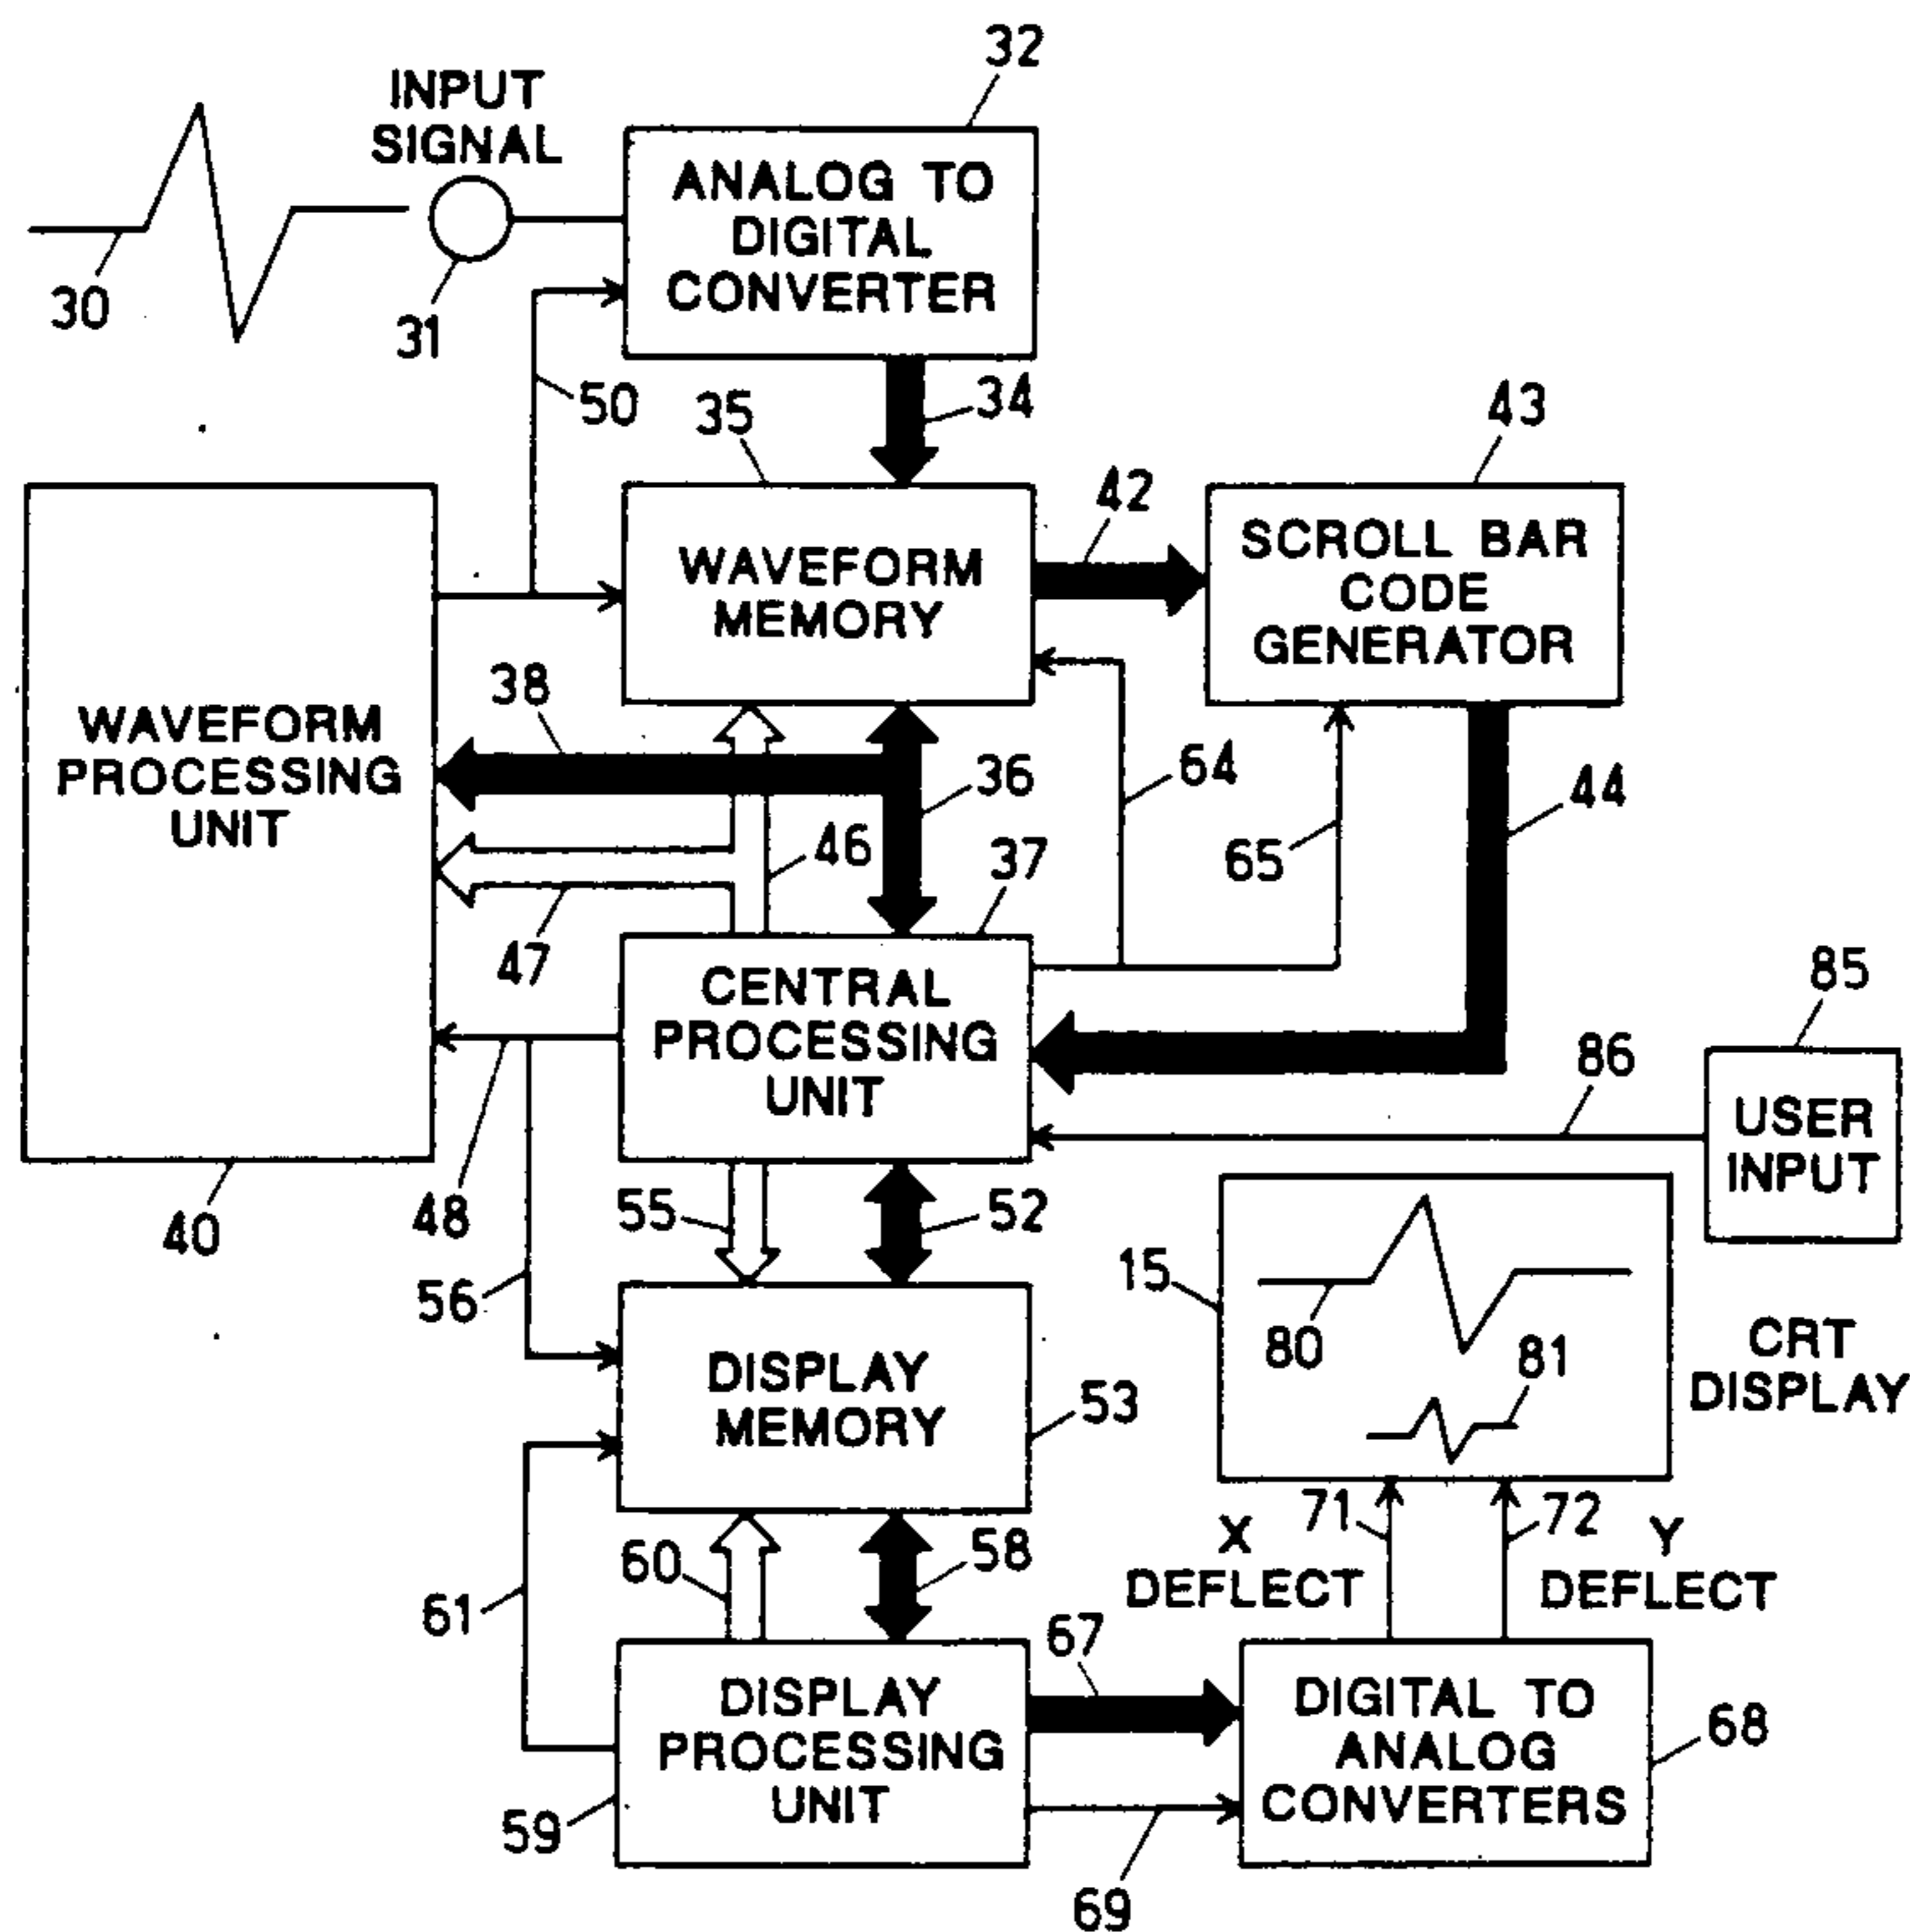 32
INPUT
SIGNAL
ANALOG TO
DIGITAL
CONVERTER
30
31
50
34
35
43
42
WAVEFORM
MEMORY
SCROLL BAR
CODE
GENERATOR
38
WAVEFORM
PROCESSING
UNIT
36
64
44
46
37
65
47
CENTRAL
PROCESSING
UNIT
85
86
USER
INPUT
40
48
55
52
15
56
80
81
CRT
DISPLAY
DISPLAY
MEMORY
53
71
72
X
DEFLECT
Y
DEFLECT
60
58
61
67
DISPLAY
PROCESSING
UNIT
DIGITAL TO
ANALOG
CONVERTERS
68
59
69